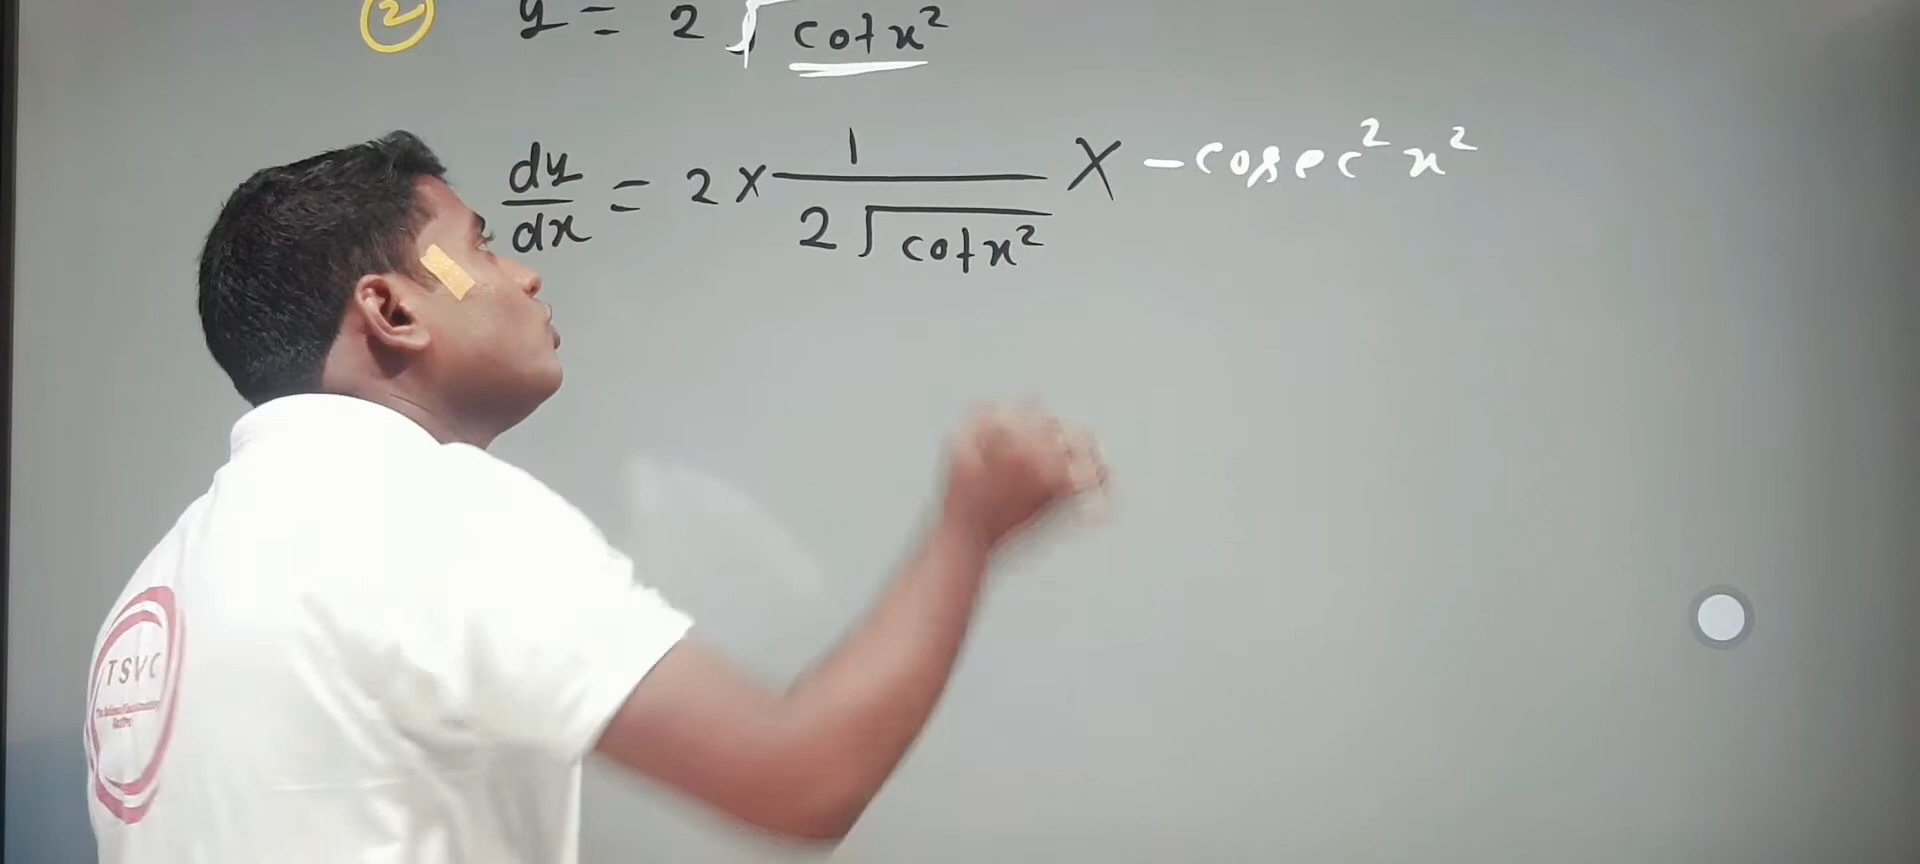 ② y = 2 √cot x²
dy/dx = 2 × 1/(2 √cot x²) × - cosec² x²
TSVC